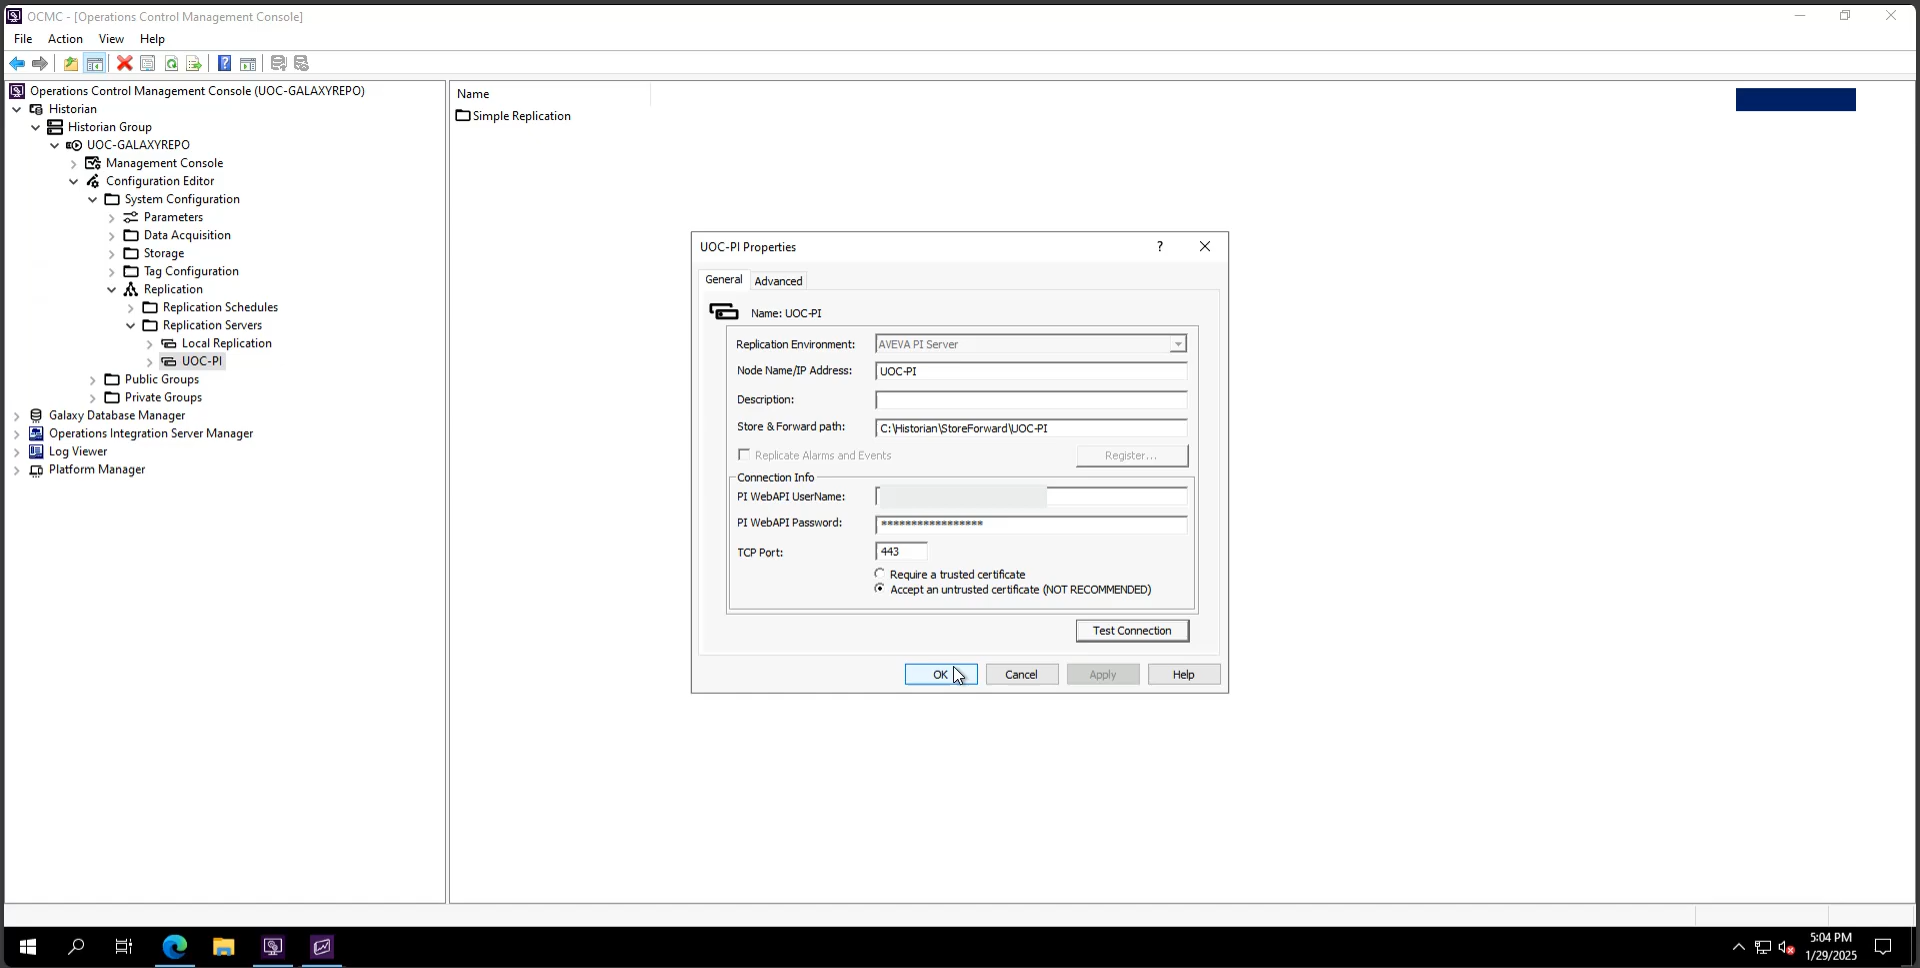 OCMC - [Operations Control Management Console]
File Action View Help
Operations Control Management Console (UOC-GALAXYREPO)
Historian
Historian Group
UOC-GALAXYREPO
Management Console
Configuration Editor
System Configuration
Parameters
Data Acquisition
Storage
Tag Configuration
Replication
Replication Schedules
Replication Servers
Local Replication
UOC-PI
Public Groups
Private Groups
Galaxy Database Manager
Operations Integration Server Manager
Log Viewer
Platform Manager
Name
Simple Replication
UOC-PI Properties
?
General Advanced
Name: UOC-PI
Replication Environment: AVEVA PI Server
Node Name/IP Address: UOC-PI
Description:
Store & Forward path: C:\Historian\StoreForward\UOC-PI
Replicate Alarms and Events Register...
Connection Info
PI WebAPI UserName:
PI WebAPI Password: *****************
TCP Port: 443
Require a trusted certificate
Accept an untrusted certificate (NOT RECOMMENDED)
Test Connection
OK Cancel Apply Help
5:04 PM
1/29/2025